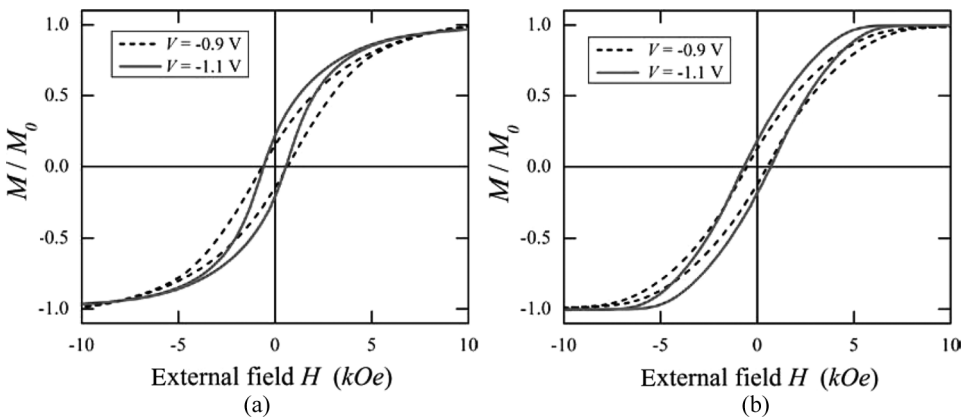 V = -0.9 V
V = -1.1 V
M / M0
1.0
0.5
0.0
-0.5
-1.0
-10
-5
0
5
10
External field H (kOe)
(a)
V = -0.9 V
V = -1.1 V
M / M0
1.0
0.5
0.0
-0.5
-1.0
-10
-5
0
5
10
External field H (kOe)
(b)